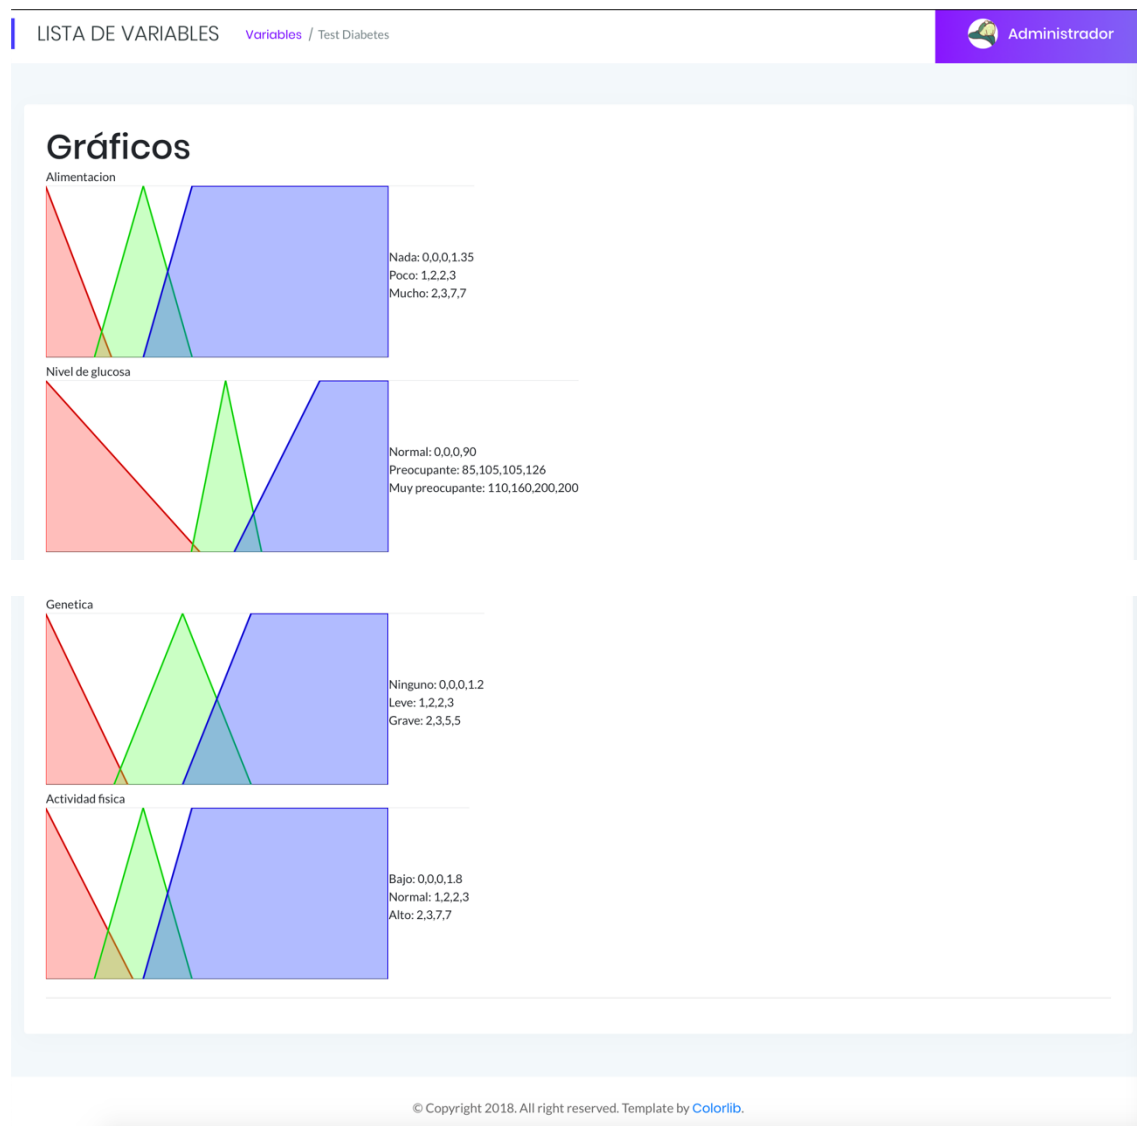 LISTA DE VARIABLES Variables / Test Diabetes Administrador
Gráficos
Alimentacion
Nada: 0,0,0,1.35
Poco: 1,2,2,3
Mucho: 2,3,7,7
Nivel de glucosa
Normal: 0,0,0,90
Preocupante: 85,105,105,126
Muy preocupante: 110,160,200,200
Genetica
Ninguno: 0,0,0,1.2
Leve: 1,2,2,3
Grave: 2,3,5,5
Actividad fisica
Bajo: 0,0,0,1.8
Normal: 1,2,2,3
Alto: 2,3,7,7
© Copyright 2018. All right reserved. Template by Colorlib.